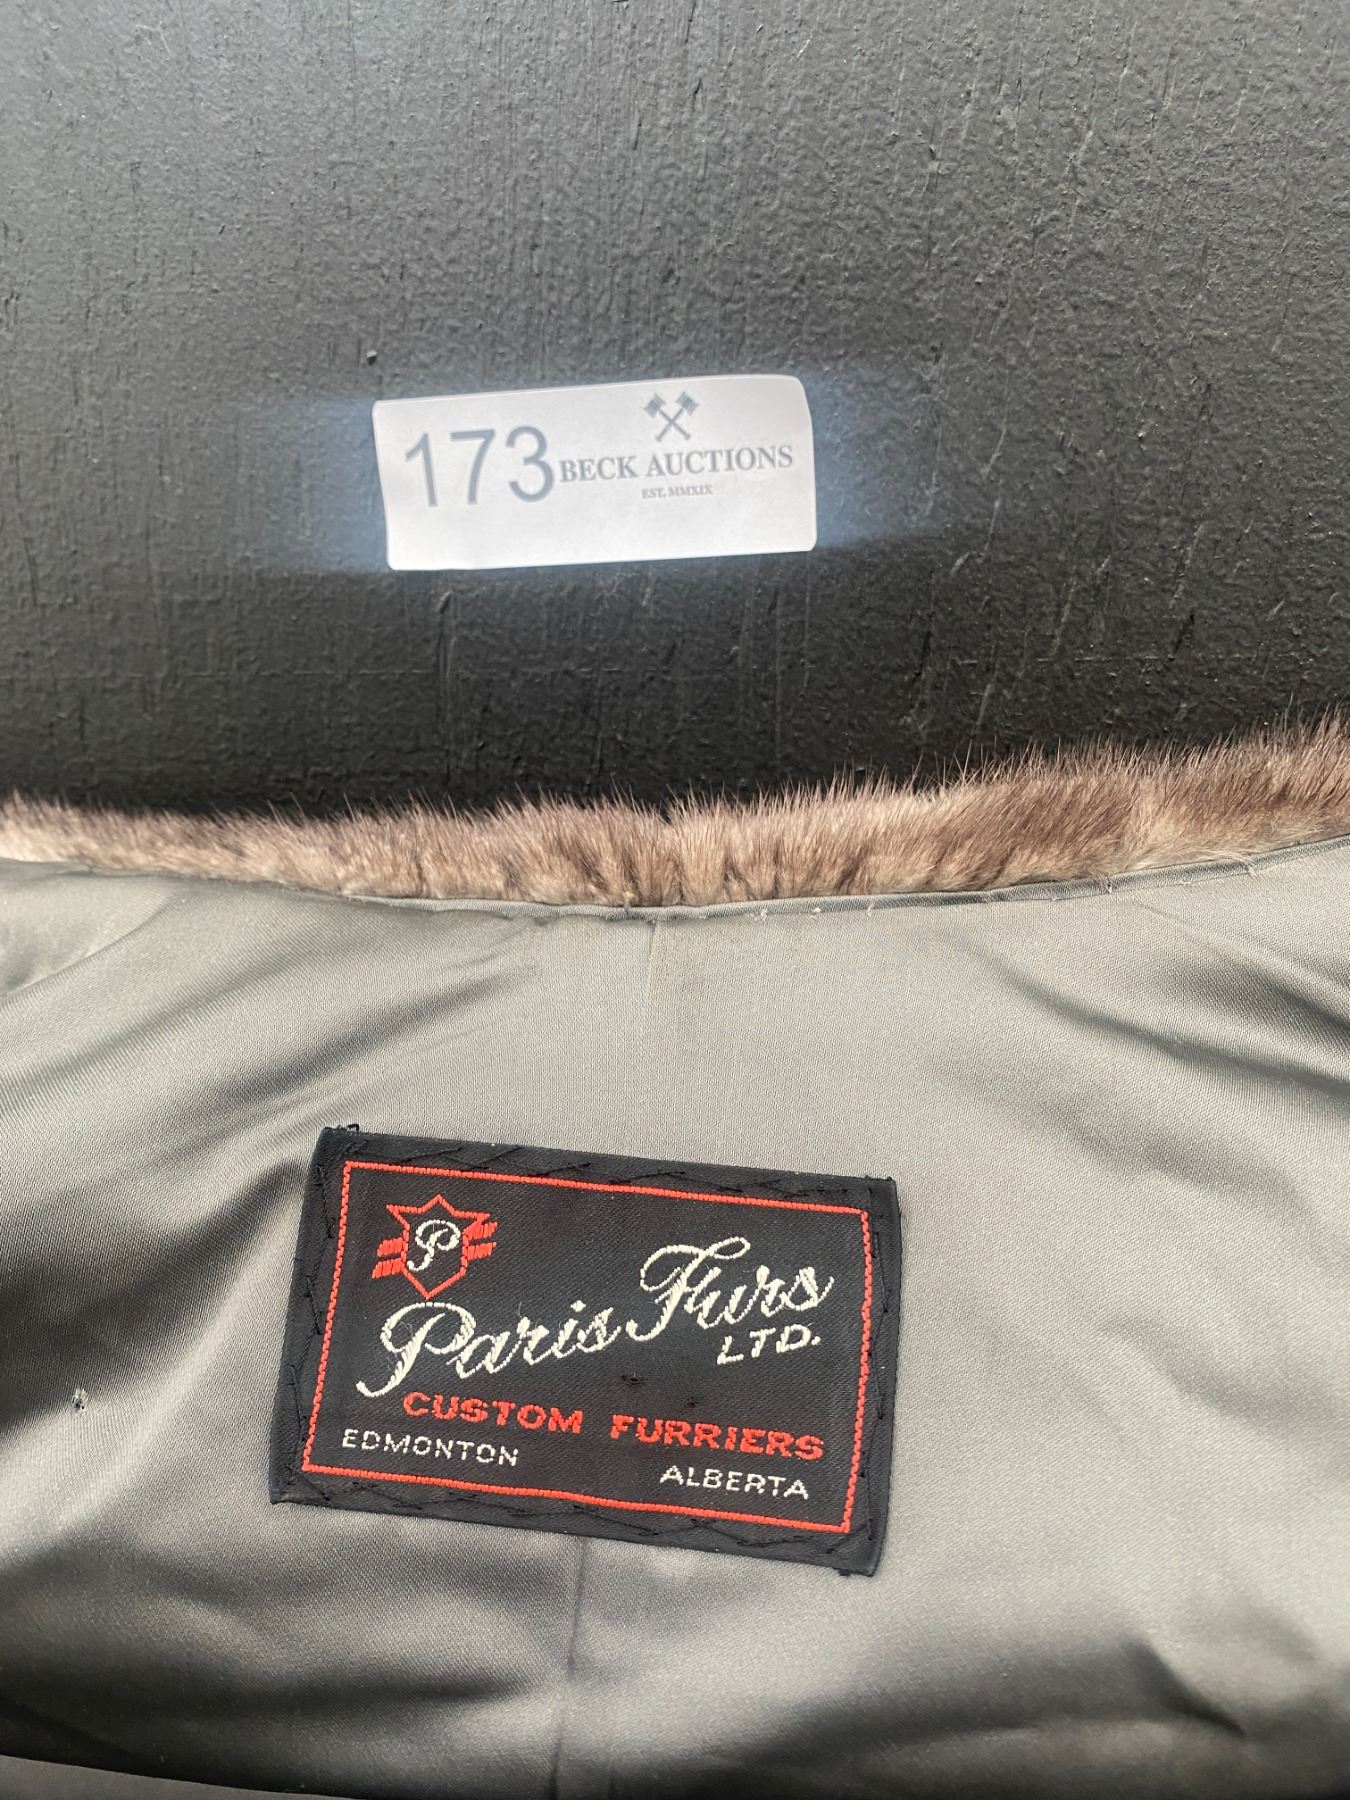 173
BECK AUCTIONS
EST. MMXIX
P
Paris Furs
LTD.
CUSTOM FURRIERS
EDMONTON
ALBERTA